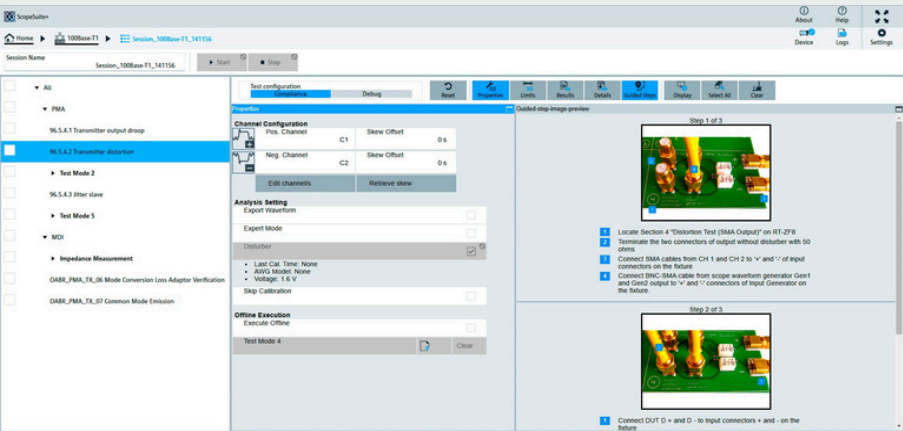 ScopeSuite+
About
Help
Home
100Base-T1
Session_100Base-T1_141156
Device
Logs
Settings
Session Name
Session_100Base-T1_141156
Start
Stop
All
PMA
96.5.4.1 Transmitter output droop
96.5.4.2 Transmitter distortion
Test Mode 2
96.5.4.3 Jitter slave
Test Mode 5
MDI
Impedance Measurement
OABR_PMA_TX_06 Mode Conversion Loss Adaptor Verification
OABR_PMA_TX_07 Common Mode Emission
Test configuration
Compliance
Debug
Reset
Properties
Limits
Results
Details
Guided Steps
Display
Select All
Clear
Properties
Channel Configuration
Pos. Channel
C1
Skew Offset
0 s
Neg. Channel
C2
Skew Offset
0 s
Edit channel/s
Retrieve skew
Analysis Setting
Export Waveform
Expert Mode
Disturber
• Last Cal. Time: None
• AWG Model: None
• Voltage: 1.6 V
Skip Calibration
Offline Execution
Execute Offline
Test Mode 4
Clear
Guided-step-image-preview
Step 1 of 3
1 Locate Section 4 "Distortion Test (SMA Output)" on RT-ZF8
2 Terminate the two connectors of output without disturber with 50
ohms
3 Connect SMA cables from CH 1 and CH 2 to '+' and '-' of input
connectors on the fixture
4 Connect BNC-SMA cable from scope waveform generator Gen1
and Gen2 output to '+' and '-' connectors of Input Generator on
the fixture.
Step 2 of 3
1 Connect DUT D + and D - to Input connectors + and - on the
fixture